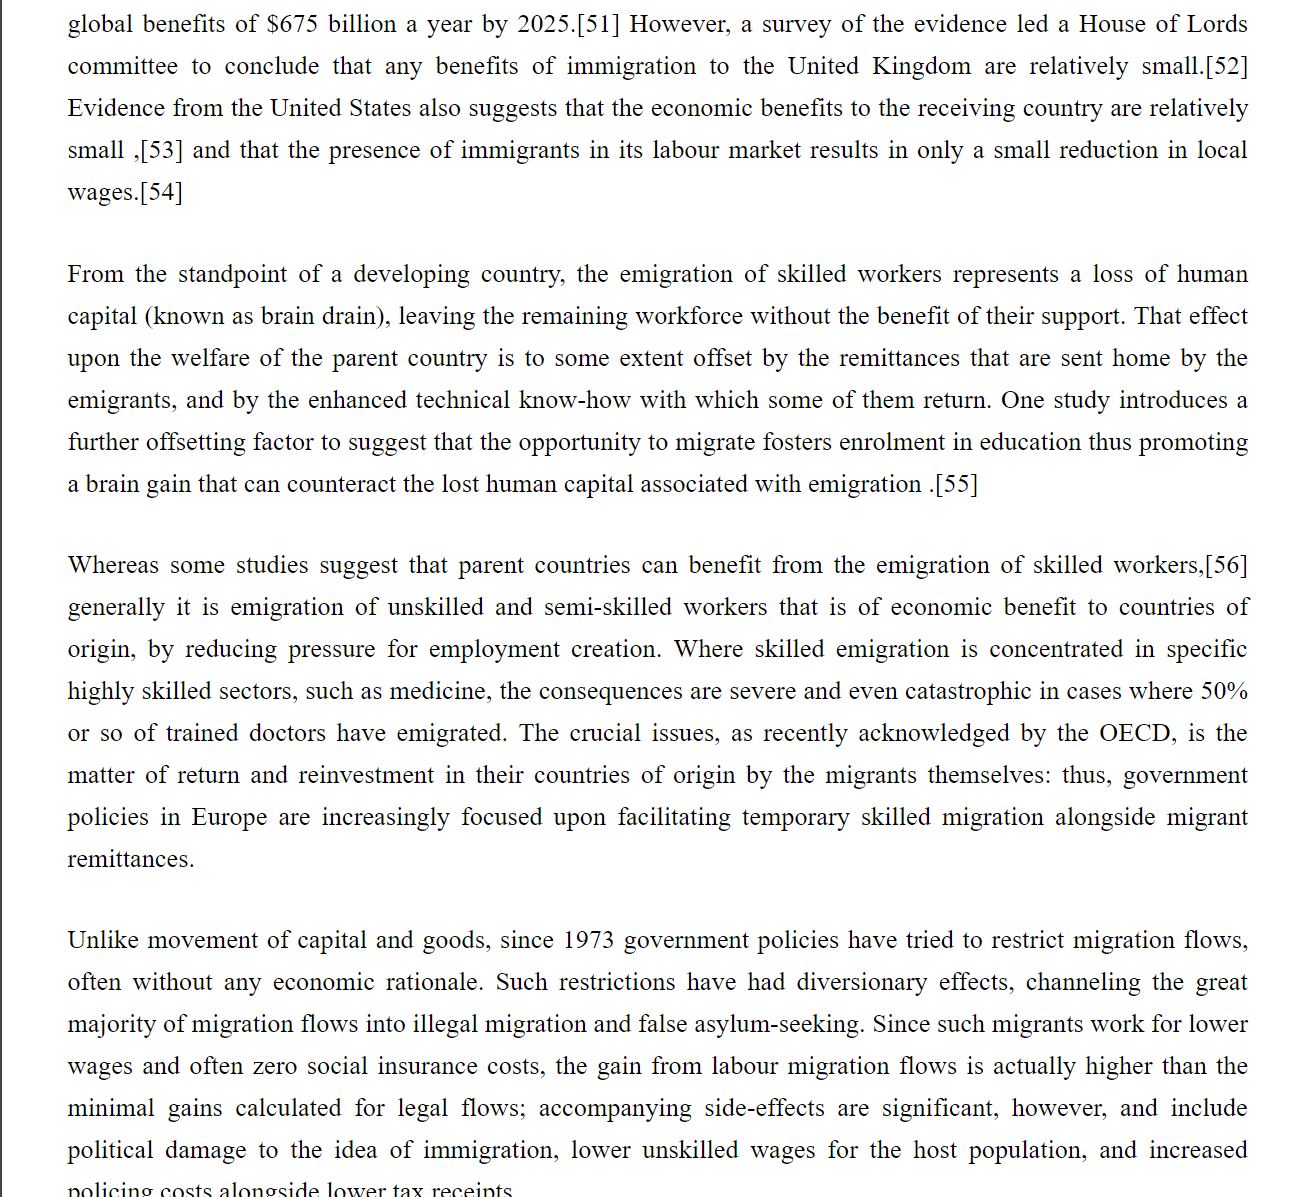 global benefits of $675 billion a year by 2025.[51] However, a survey of the evidence led a House of Lords
committee to conclude that any benefits of immigration to the United Kingdom are relatively small.[52]
Evidence from the United States also suggests that the economic benefits to the receiving country are relatively
small ,[53] and that the presence of immigrants in its labour market results in only a small reduction in local
wages.[54]
From the standpoint of a developing country, the emigration of skilled workers represents a loss of human
capital (known as brain drain), leaving the remaining workforce without the benefit of their support. That effect
upon the welfare of the parent country is to some extent offset by the remittances that are sent home by the
emigrants, and by the enhanced technical know-how with which some of them return. One study introduces a
further offsetting factor to suggest that the opportunity to migrate fosters enrolment in education thus promoting
a brain gain that can counteract the lost human capital associated with emigration .[55]
Whereas some studies suggest that parent countries can benefit from the emigration of skilled workers,[56]
generally it is emigration of unskilled and semi-skilled workers that is of economic benefit to countries of
origin, by reducing pressure for employment creation. Where skilled emigration is concentrated in specific
highly skilled sectors, such as medicine, the consequences are severe and even catastrophic in cases where 50%
or so of trained doctors have emigrated. The crucial issues, as recently acknowledged by the OECD, is the
matter of return and reinvestment in their countries of origin by the migrants themselves: thus, government
policies in Europe are increasingly focused upon facilitating temporary skilled migration alongside migrant
remittances.
Unlike movement of capital and goods, since 1973 government policies have tried to restrict migration flows,
often without any economic rationale. Such restrictions have had diversionary effects, channeling the great
majority of migration flows into illegal migration and false asylum-seeking. Since such migrants work for lower
wages and often zero social insurance costs, the gain from labour migration flows is actually higher than the
minimal gains calculated for legal flows; accompanying side-effects are significant, however, and include
political damage to the idea of immigration, lower unskilled wages for the host population, and increased
policing costs alongside lower tax receipts.